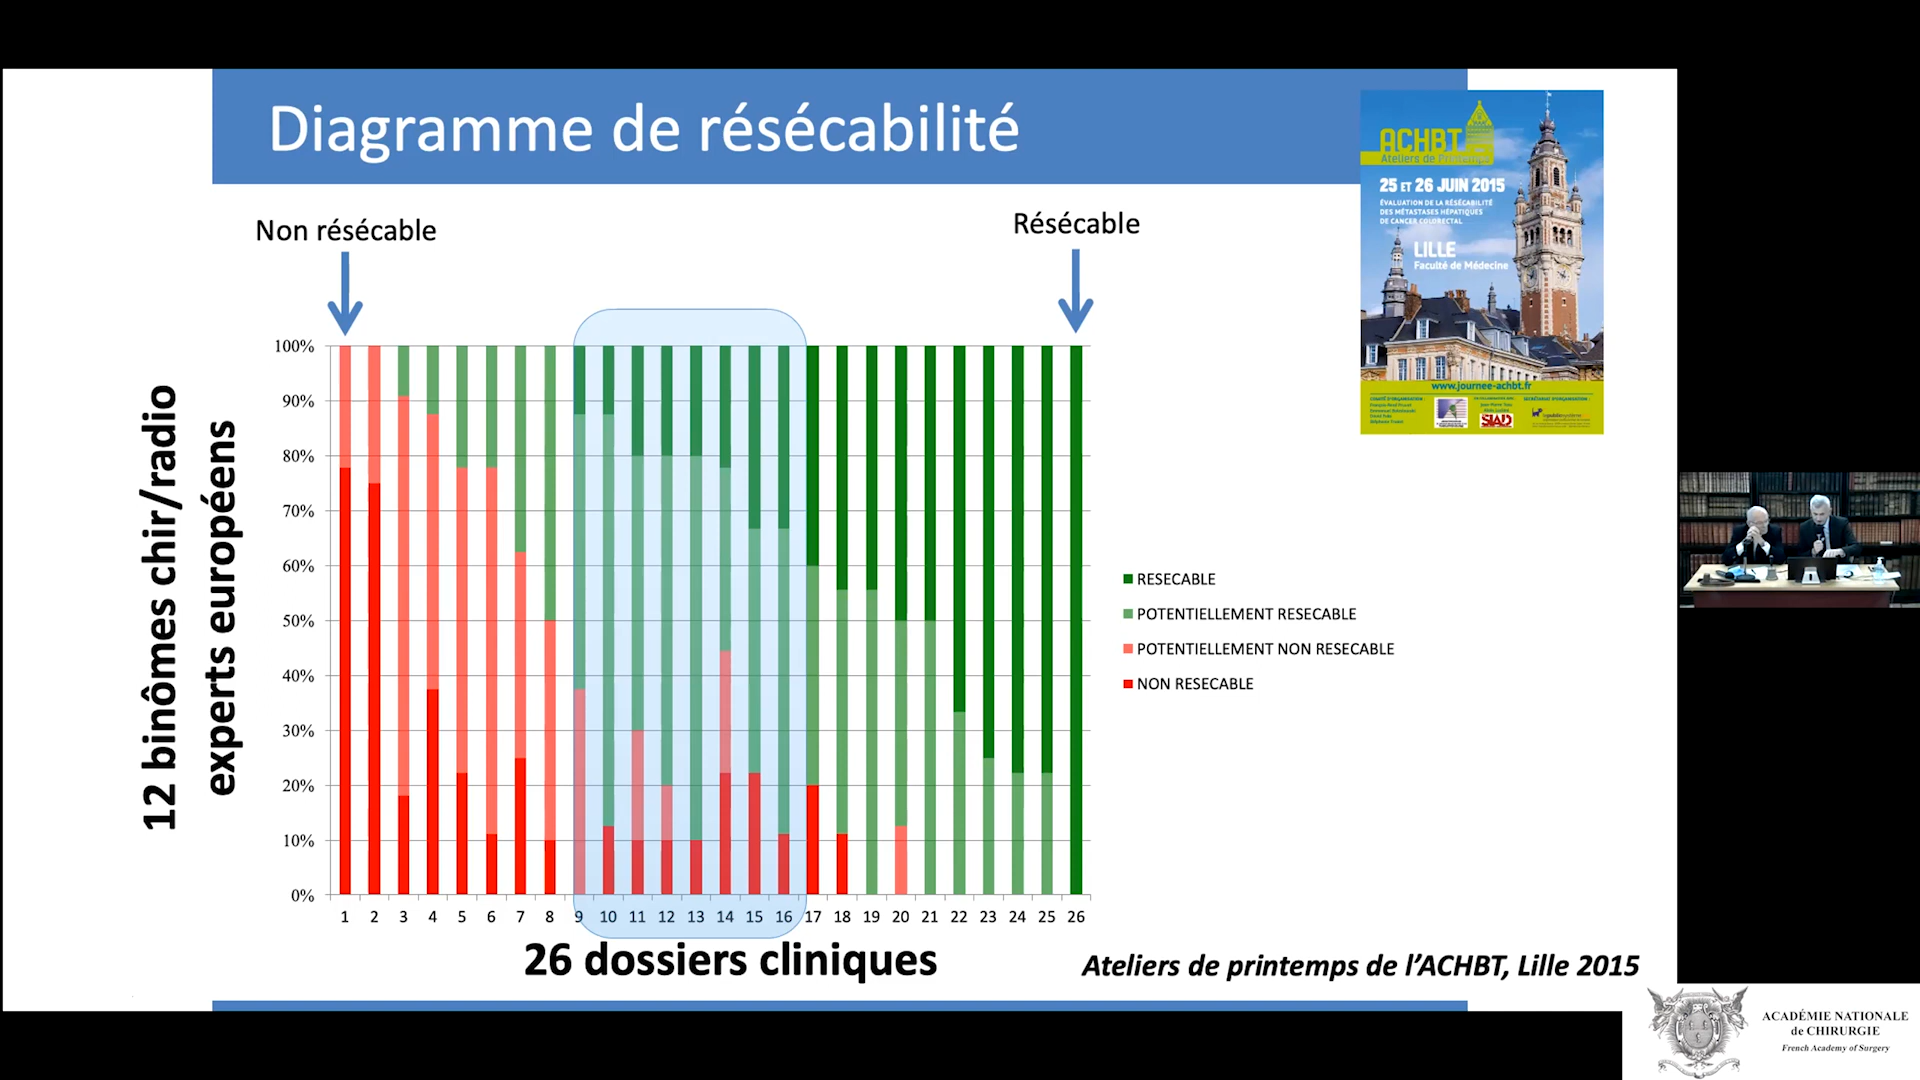 Diagramme de résécabilité
ACHBT
Ateliers de Printemps
25 ET 26 JUIN 2015
ÉVALUATION DE LA RÉSÉCABILITÉ
DES MÉTASTASES HÉPATIQUES
DE CANCER COLORECTAL
LILLE
Faculté de Médecine
www.journee-achbt.fr
SIAD
Non résécable
Résécable
12 binômes chir/radio
experts européens
100%
90%
80%
70%
60%
50%
40%
30%
20%
10%
0%
1 2 3 4 5 6 7 8 9 10 11 12 13 14 15 16 17 18 19 20 21 22 23 24 25 26
RESECABLE
POTENTIELLEMENT RESECABLE
POTENTIELLEMENT NON RESECABLE
NON RESECABLE
26 dossiers cliniques
Ateliers de printemps de l’ACHBT, Lille 2015
ACADÉMIE NATIONALE
de CHIRURGIE
French Academy of Surgery